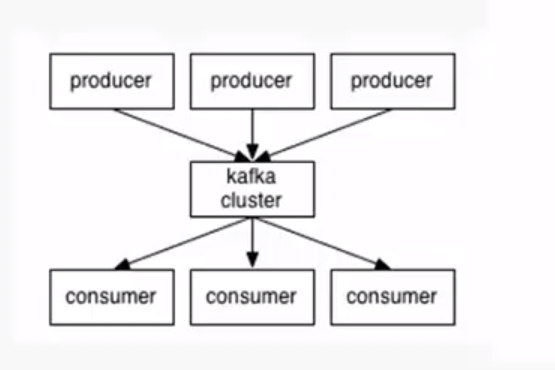 producer
producer
producer
kafka
cluster
consumer
consumer
consumer